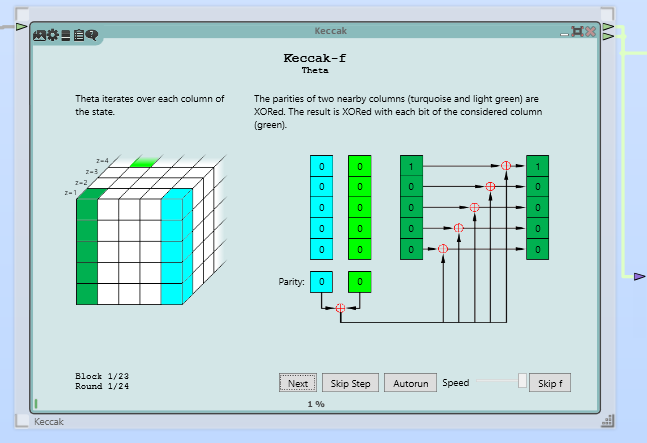 Keccak
Keccak-f
Theta
Theta iterates over each column of
the state.
The parities of two nearby columns (turquoise and light green) are
XORed. The result is XORed with each bit of the considered column
(green).
z=4
z=3
z=2
z=1
0 0 1 1
0 0 0 0
0 0 0 0
0 0 0 0
0 0 0 0
Parity: 0 0
Block 1/23
Round 1/24
Next Skip Step Autorun Speed Skip f
1 %
Keccak